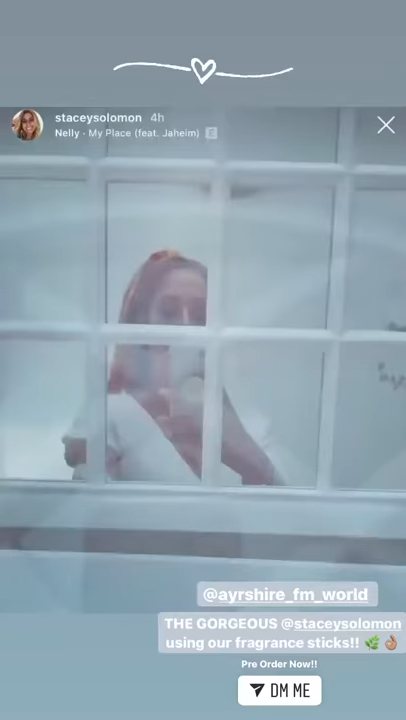 staceysolomon 4h
Nelly · My Place (feat. Jaheim) E
@ayrshire_fm_world
THE GORGEOUS @staceysolomon
using our fragrance sticks!! 🌿👌🏽
Pre Order Now!!
DM ME